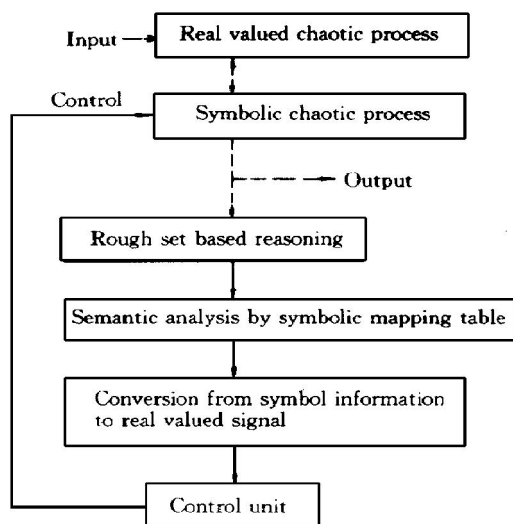 Input
Real valued chaotic process
Control
Symbolic chaotic process
Output
Rough set based reasoning
Semantic analysis by symbolic mapping table
Conversion from symbol information
to real valued signal
Control unit